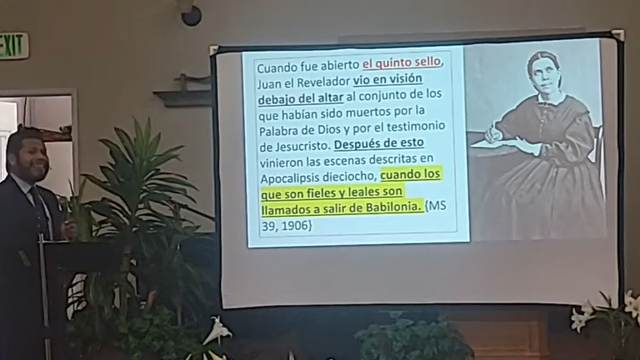 EXIT
Cuando fue abierto el quinto sello,
Juan el Revelador vio en visión
debajo del altar al conjunto de los
que habían sido muertos por la
Palabra de Dios y por el testimonio
de Jesucristo. Después de esto
vinieron las escenas descritas en
Apocalipsis dieciocho, cuando los
que son fieles y leales son
llamados a salir de Babilonia. {MS
39, 1906}